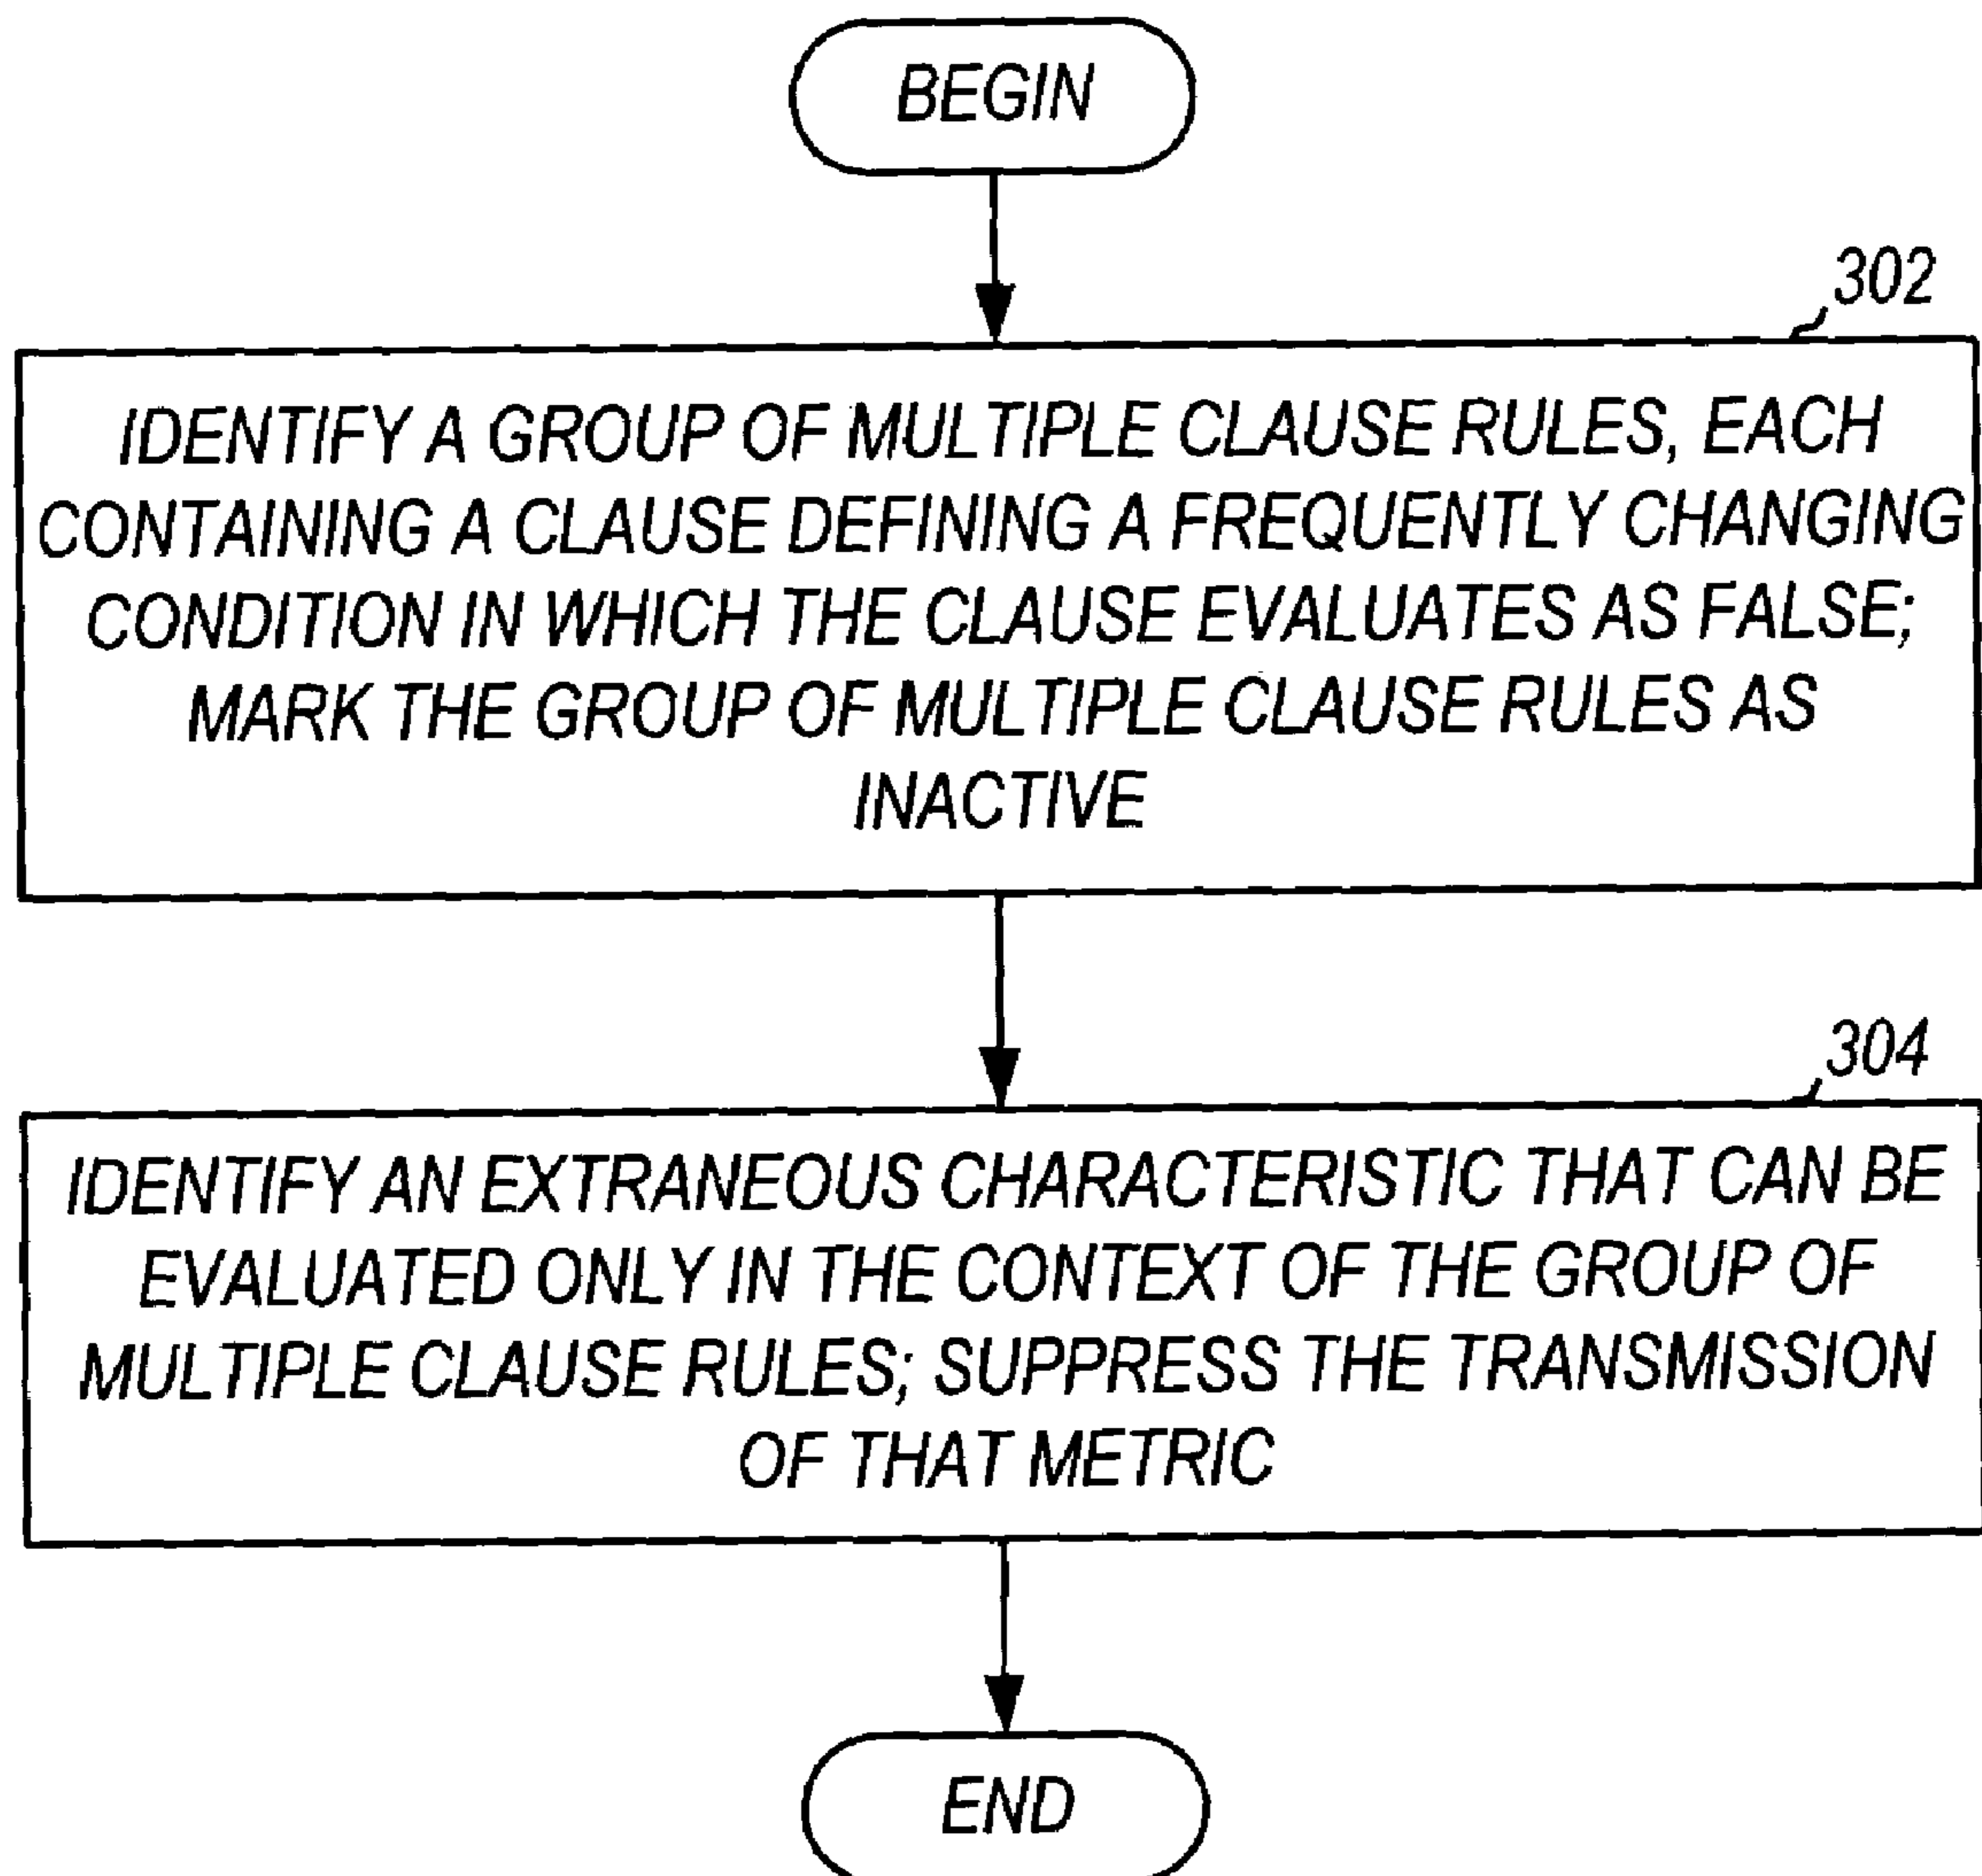 BEGIN
302
IDENTIFY A GROUP OF MULTIPLE CLAUSE RULES, EACH
CONTAINING A CLAUSE DEFINING A FREQUENTLY CHANGING
CONDITION IN WHICH THE CLAUSE EVALUATES AS FALSE;
MARK THE GROUP OF MULTIPLE CLAUSE RULES AS
INACTIVE
304
IDENTIFY AN EXTRANEOUS CHARACTERISTIC THAT CAN BE
EVALUATED ONLY IN THE CONTEXT OF THE GROUP OF
MULTIPLE CLAUSE RULES; SUPPRESS THE TRANSMISSION
OF THAT METRIC
END